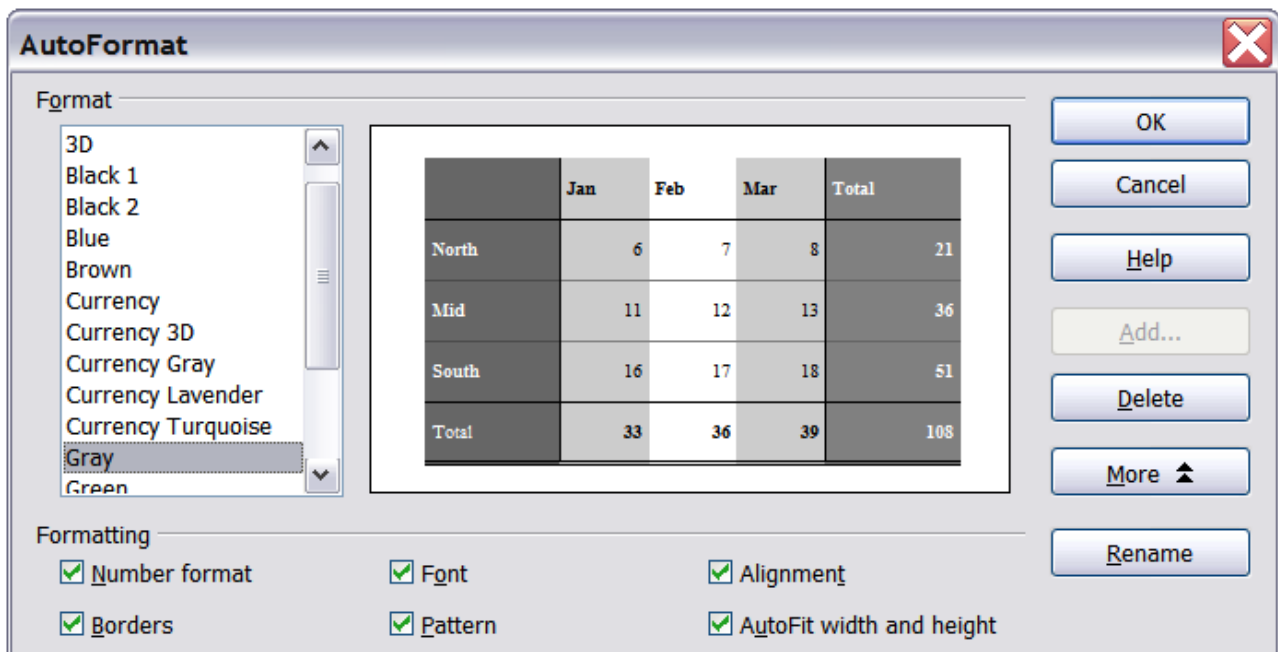 AutoFormat
Format
3D
Black 1
Black 2
Blue
Brown
Currency
Currency 3D
Currency Gray
Currency Lavender
Currency Turquoise
Gray
Green
Jan Feb Mar Total
North 6 7 8 21
Mid 11 12 13 36
South 16 17 18 51
Total 33 36 39 108
OK
Cancel
Help
Add...
Delete
More
Rename
Formatting
Number format Font Alignment
Borders Pattern AutoFit width and height